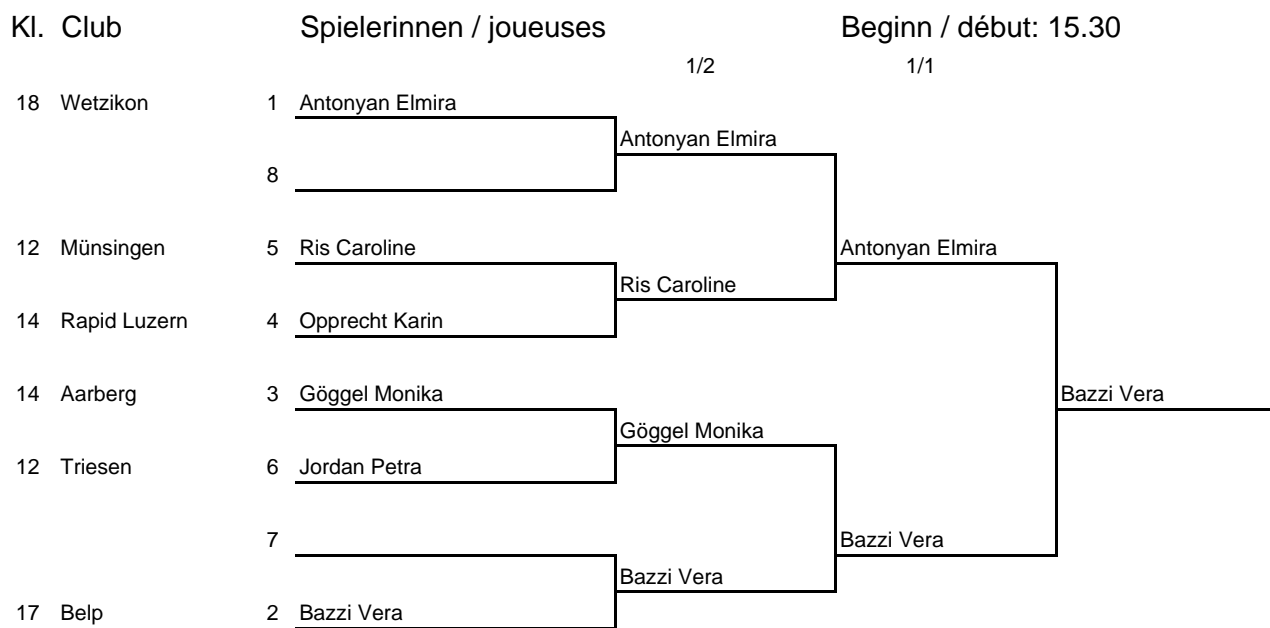 Kl. Club Spielerinnen / joueuses Beginn / début: 15.30
1/2 1/1
18 Wetzikon 1 Antonyan Elmira
Antonyan Elmira
8
12 Münsingen 5 Ris Caroline Antonyan Elmira
Ris Caroline
14 Rapid Luzern 4 Opprecht Karin
14 Aarberg 3 Göggel Monika Bazzi Vera
Göggel Monika
12 Triesen 6 Jordan Petra
7 Bazzi Vera
Bazzi Vera
17 Belp 2 Bazzi Vera